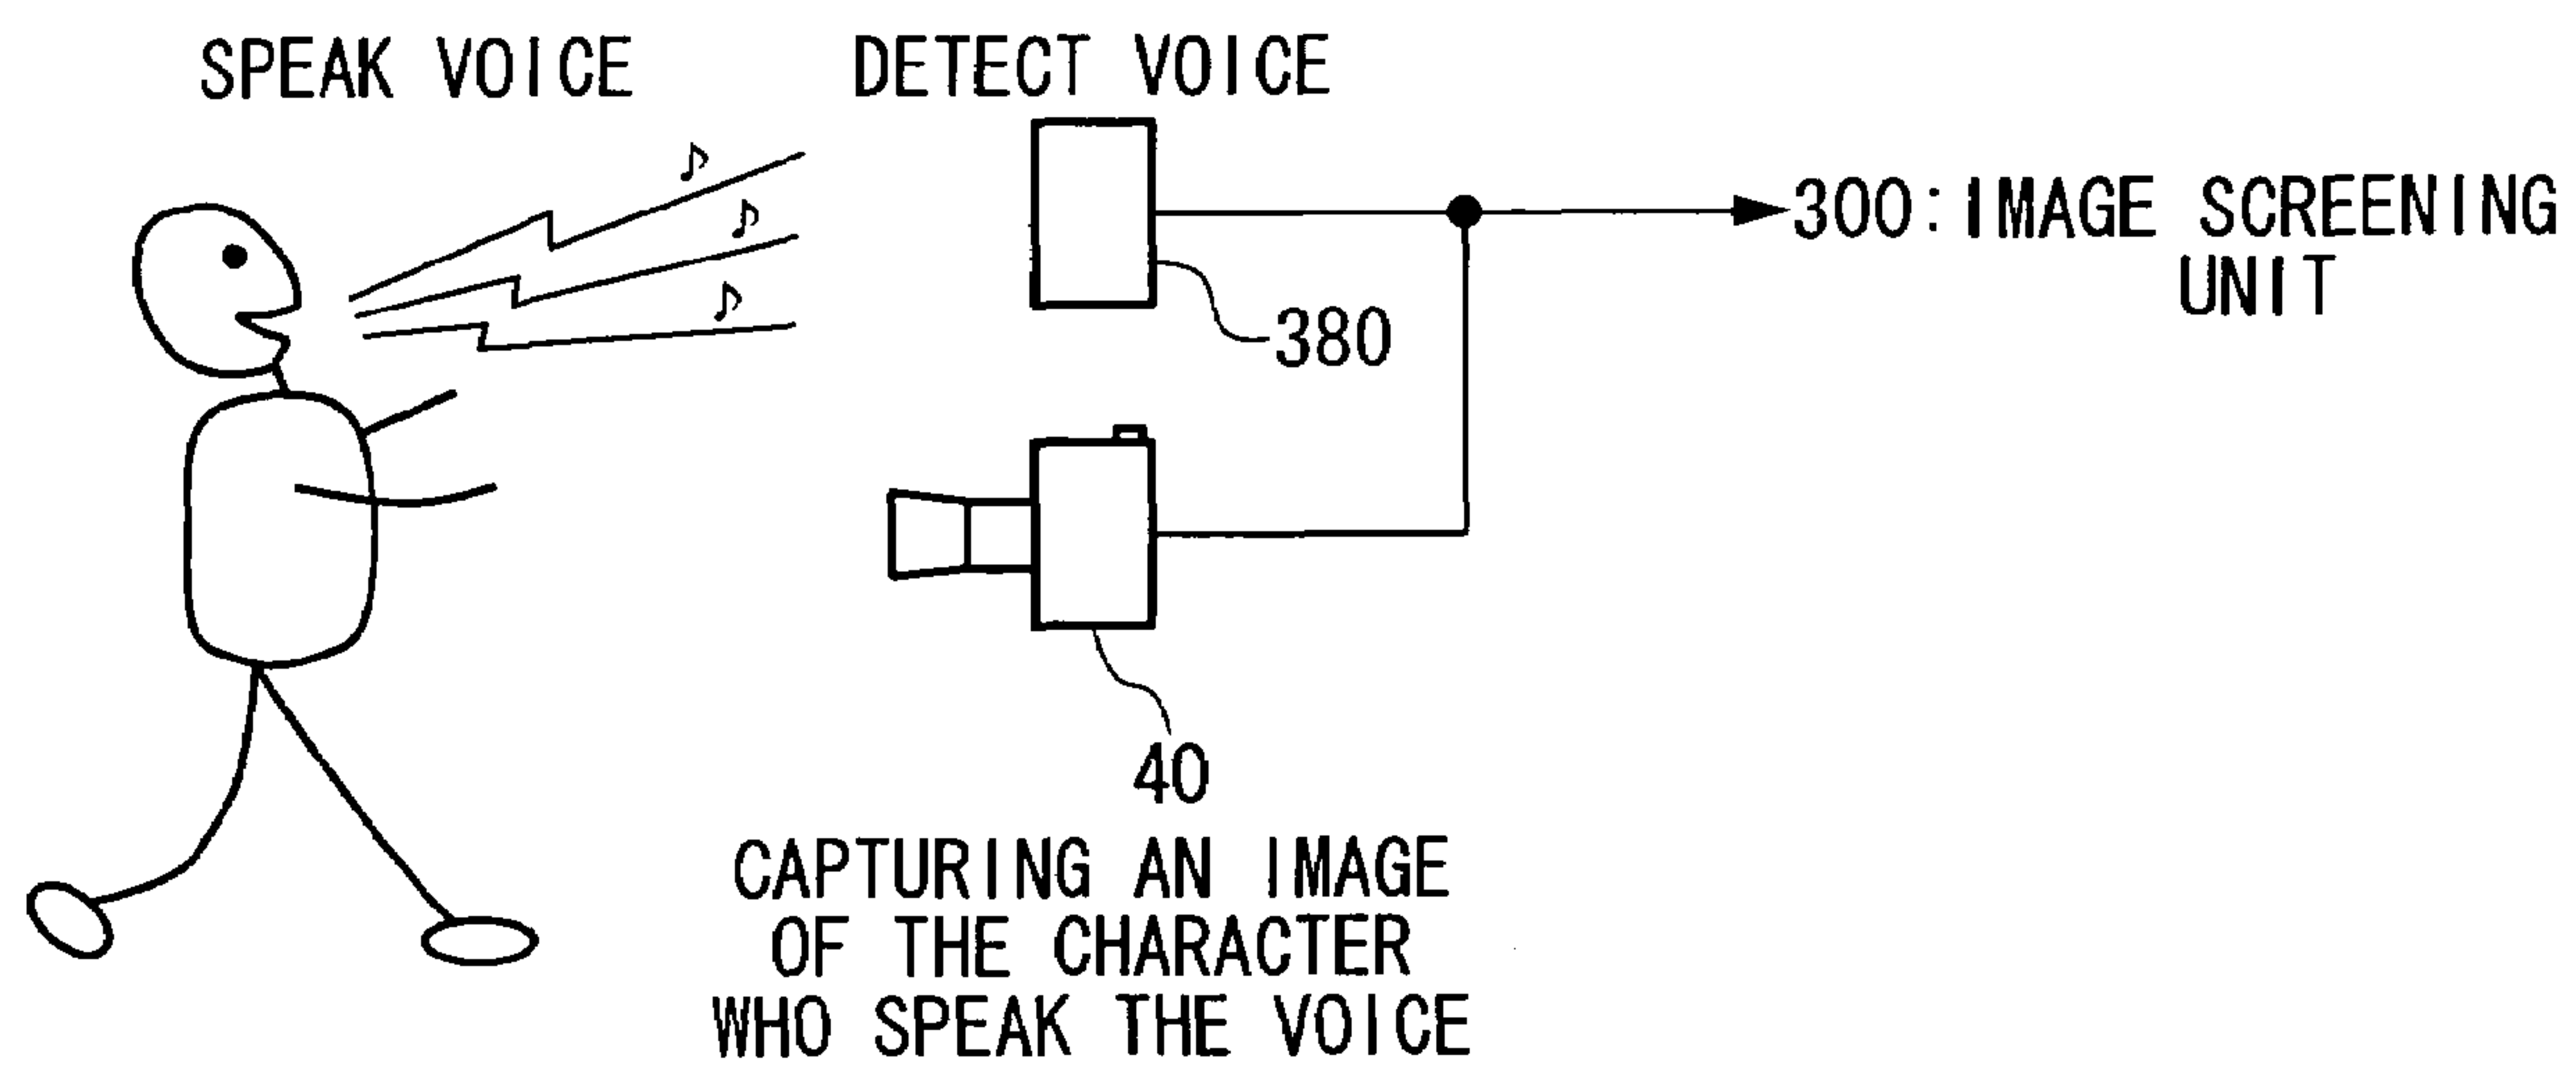 SPEAK VOICE
DETECT VOICE
300:IMAGE SCREENING
UNIT
380
40
CAPTURING AN IMAGE
OF THE CHARACTER
WHO SPEAK THE VOICE